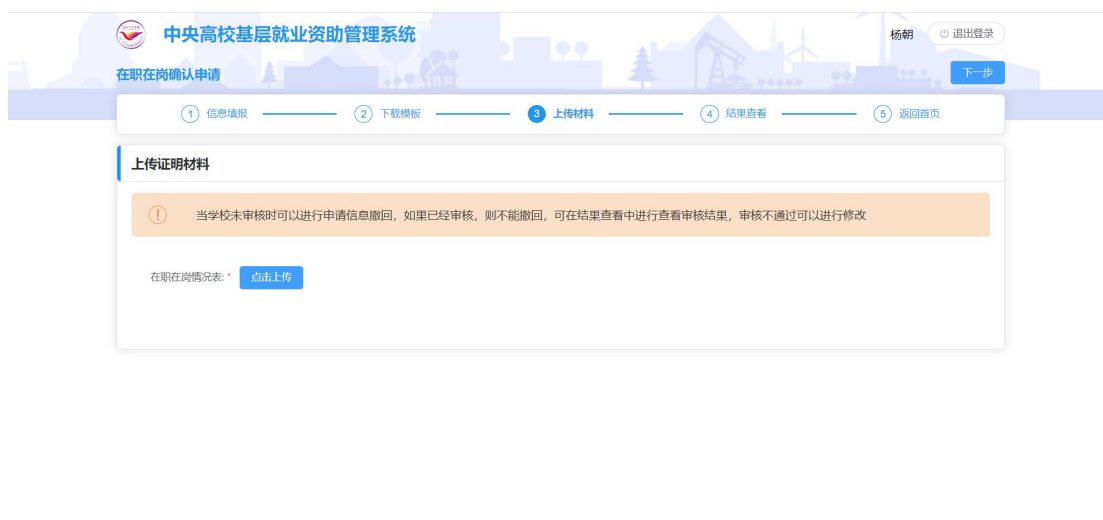 中央高校基层就业资助管理系统
杨朝 退出登录
在职在岗确认申请
下一步
1 信息填报 2 下载模板 3 上传材料 4 结果查看 5 返回首页
上传证明材料
当学校未审核时可以进行申请信息撤回，如果已经审核，则不能撤回，可在结果查看中进行查看审核结果，审核不通过可以进行修改
在职在岗情况表:* 点击上传